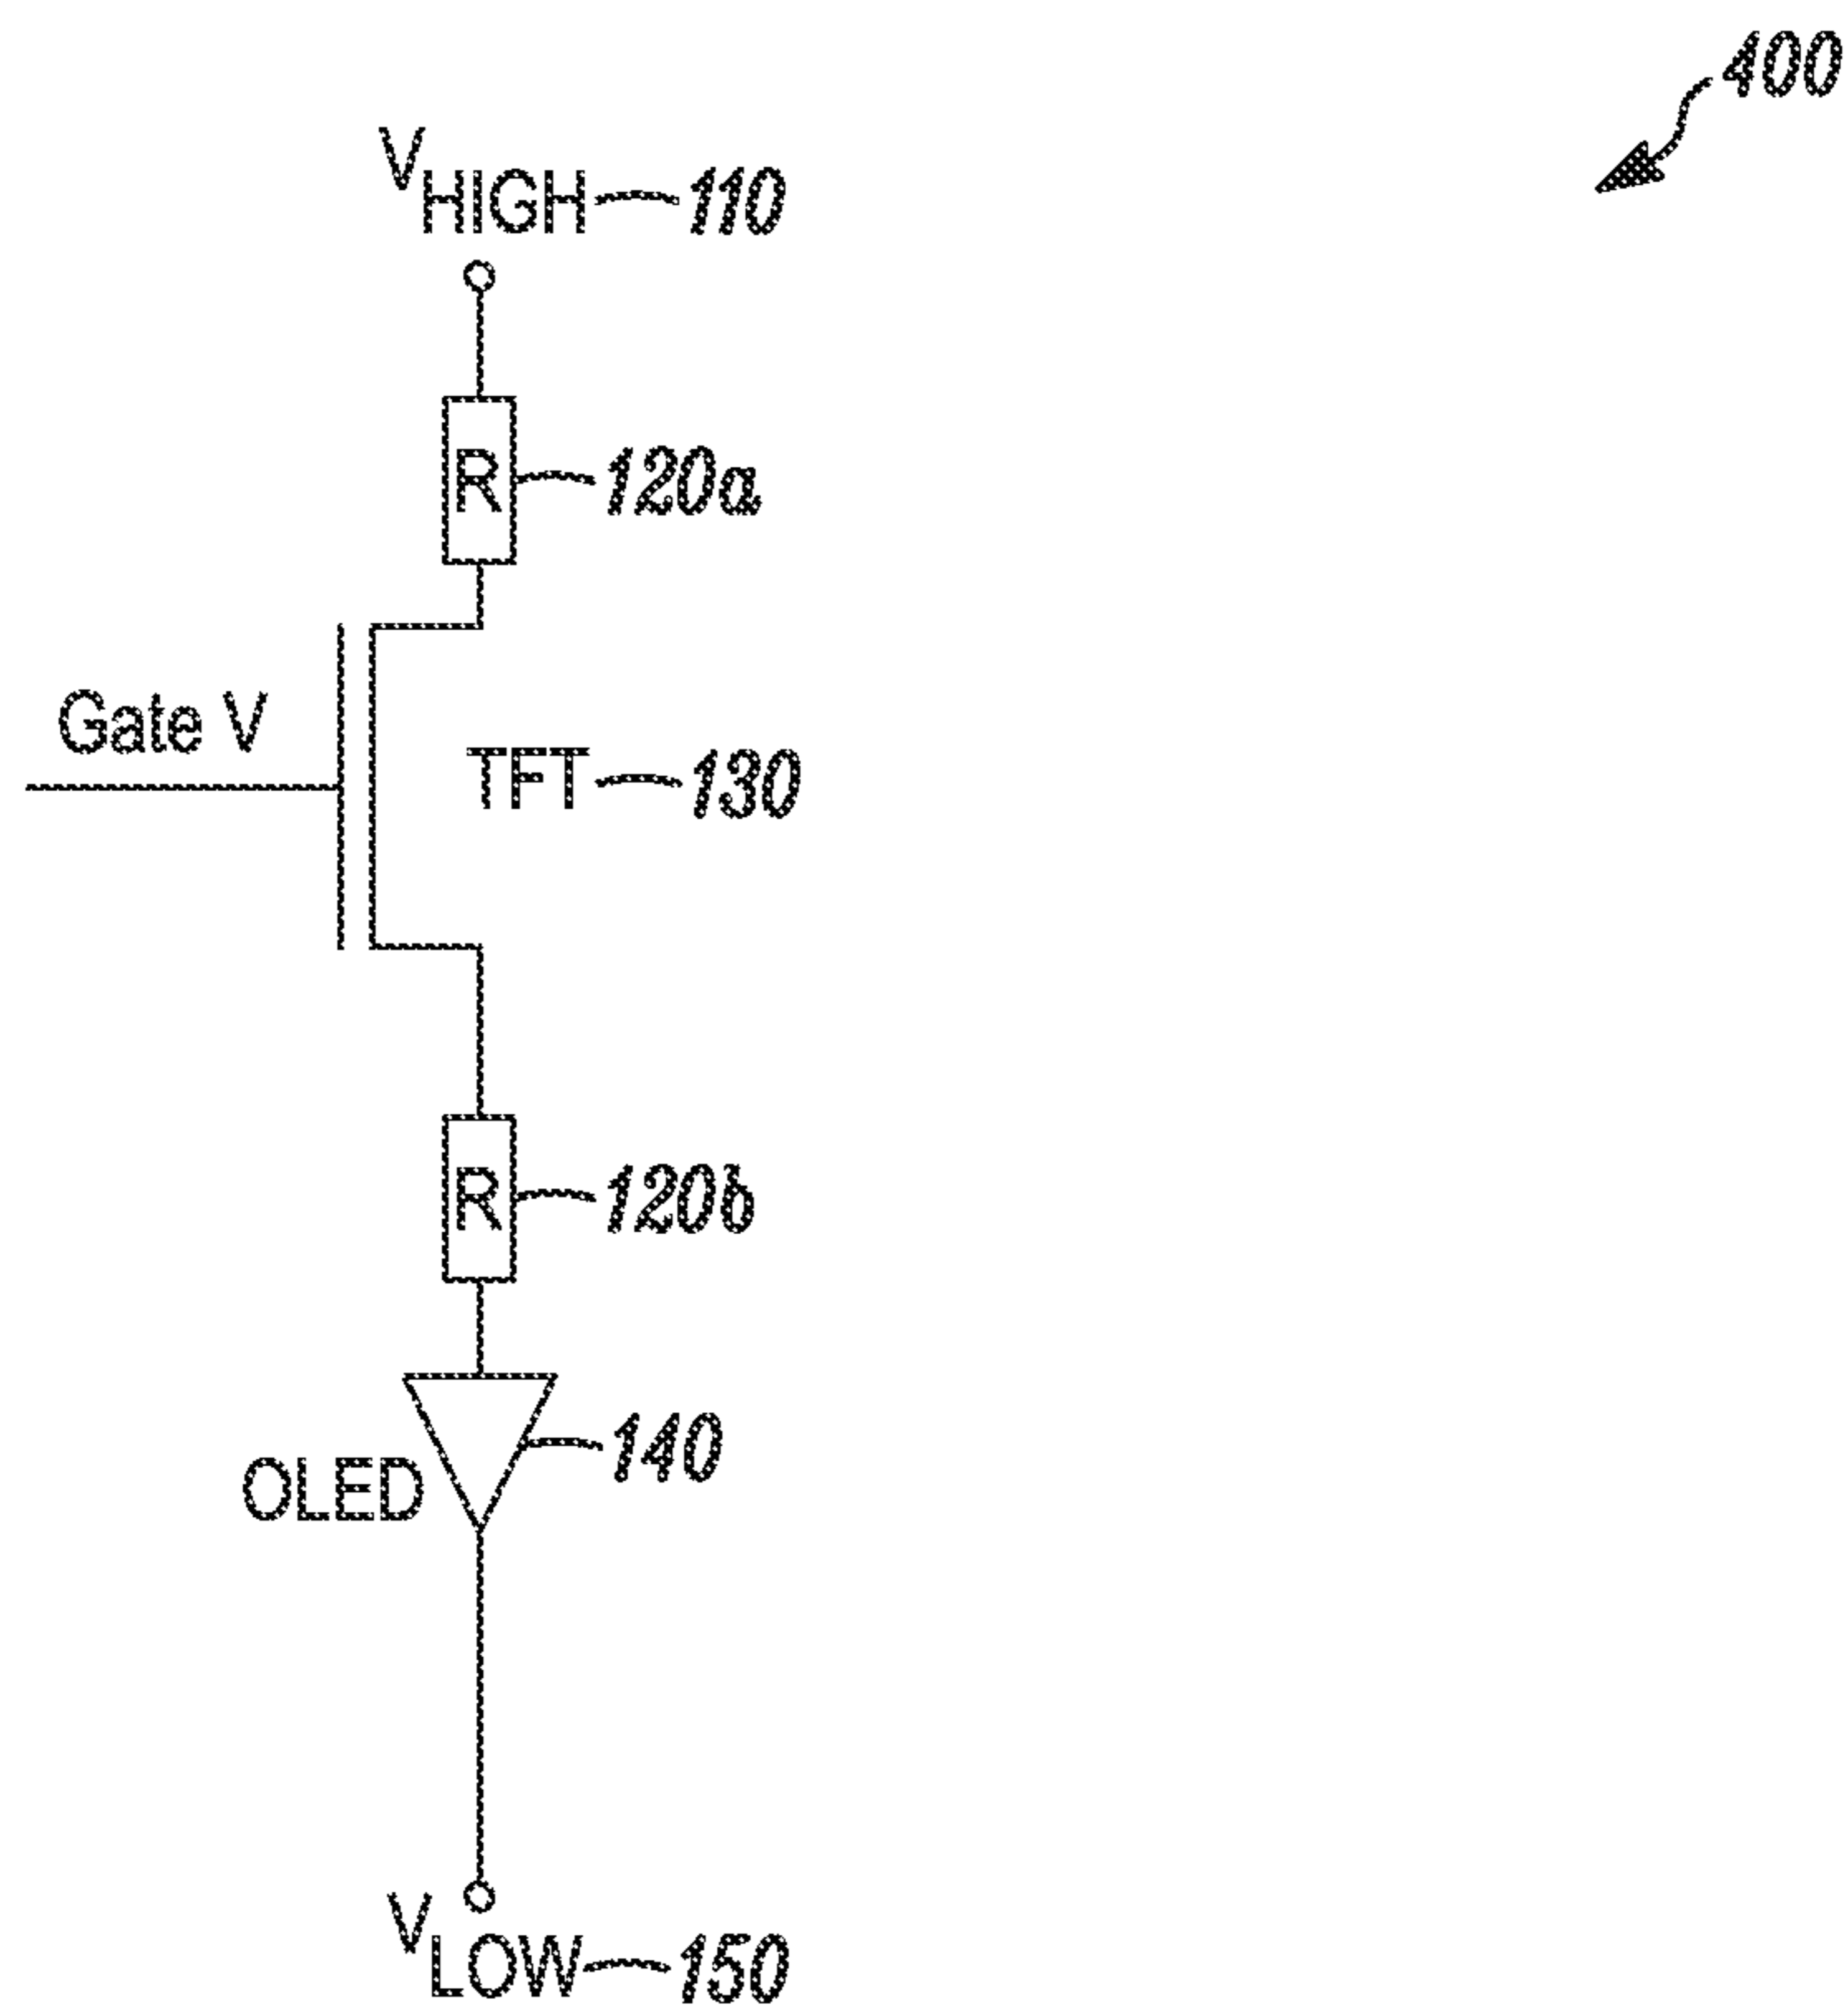 400
VHIGH 110
R 120a
Gate V
TFT 130
R 120b
140
OLED
VLOW 150